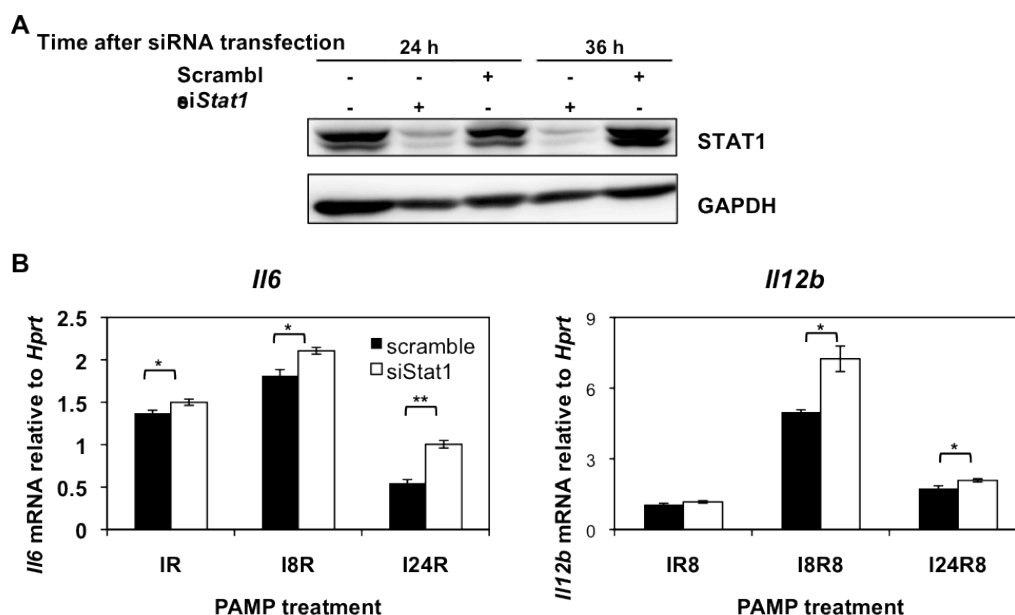 A
Time after siRNA transfection
24 h 36 h
Scrambl - - + - +
esiStat1 - + - + -
STAT1
GAPDH
B
Il6
Il6 mRNA relative to Hprt
2.5
2
1.5
1
0.5
0
* * **
scramble
siStat1
IR I8R I24R
PAMP treatment
Il12b
Il12b mRNA relative to Hprt
9
6
3
0
* *
IR8 I8R8 I24R8
PAMP treatment